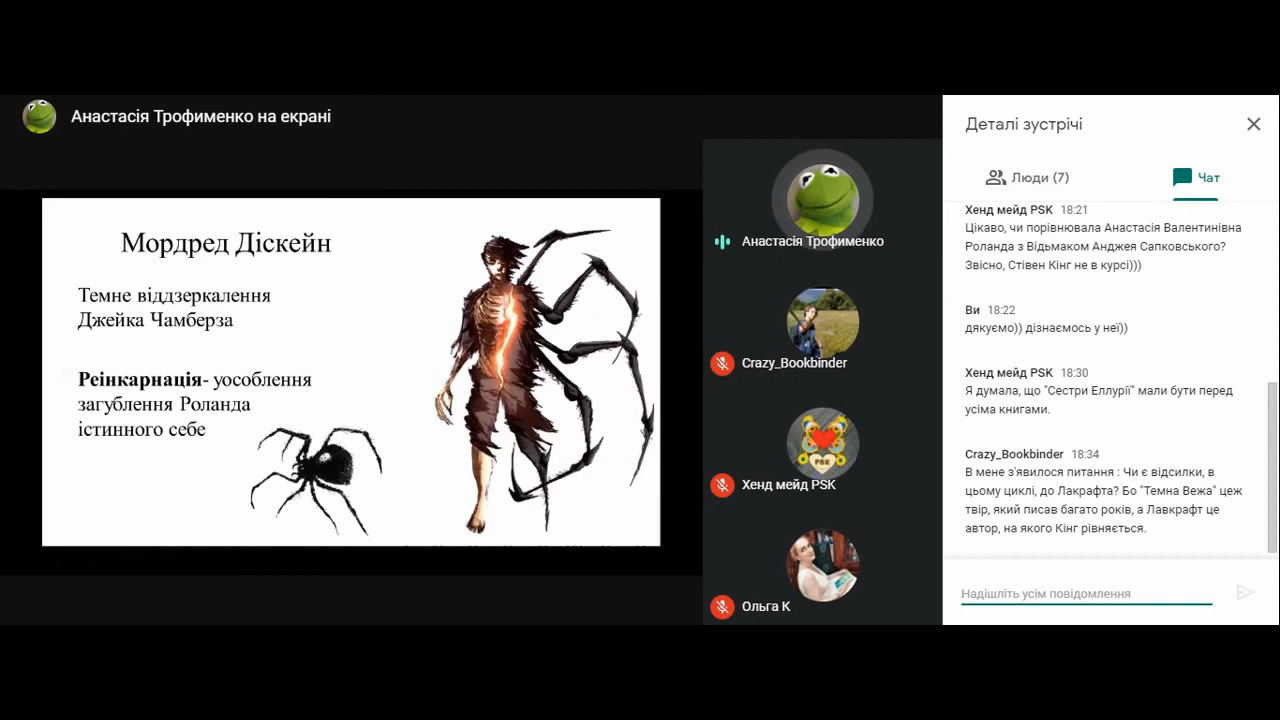 Анастасія Трофименко на екрані
Мордред Діскейн
Темне віддзеркалення
Джейка Чамберза
Реінкарнація- уособлення
загублення Роланда
істинного себе
Анастасія Трофименко
Crazy_Bookbinder
PSK
Хенд мейд PSK
Ольга К
Деталі зустрічі
Люди (7)
Чат
Хенд мейд PSK 18:21
Цікаво, чи порівнювала Анастасія Валентинівна
Роланда з Відьмаком Анджея Сапковського?
Звісно, Стівен Кінг не в курсі)))
Ви 18:22
дякуємо)) дізнаємось у неї))
Хенд мейд PSK 18:30
Я думала, що "Сестри Еллурії" мали бути перед
усіма книгами.
Crazy_Bookbinder 18:34
В мене з'явилося питання : Чи є відсилки, в
цьому циклі, до Лакрафта? Бо "Темна Вежа" цеж
твір, який писав багато років, а Лавкрафт це
автор, на якого Кінг рівняється.
Надішліть усім повідомлення